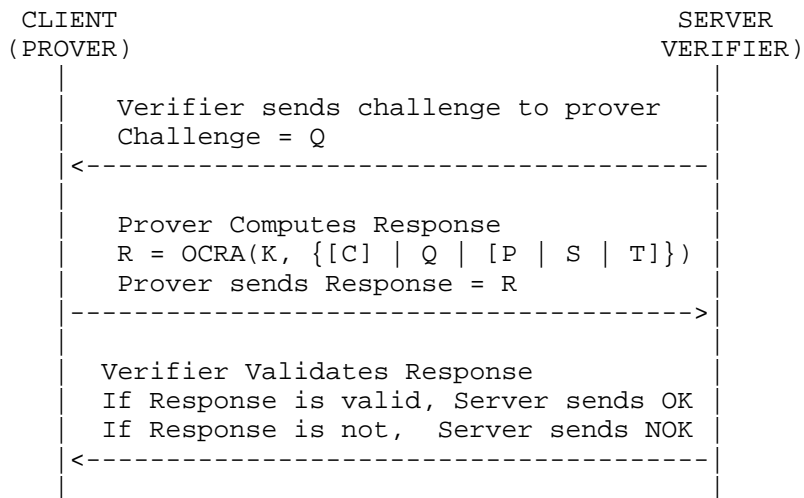 CLIENT SERVER
(PROVER) VERIFIER)
Verifier sends challenge to prover
Challenge = Q
<---------------------------------------
Prover Computes Response
R = OCRA(K, {[C] | Q | [P | S | T]})
Prover sends Response = R
--------------------------------------->
Verifier Validates Response
If Response is valid, Server sends OK
If Response is not,  Server sends NOK
<---------------------------------------